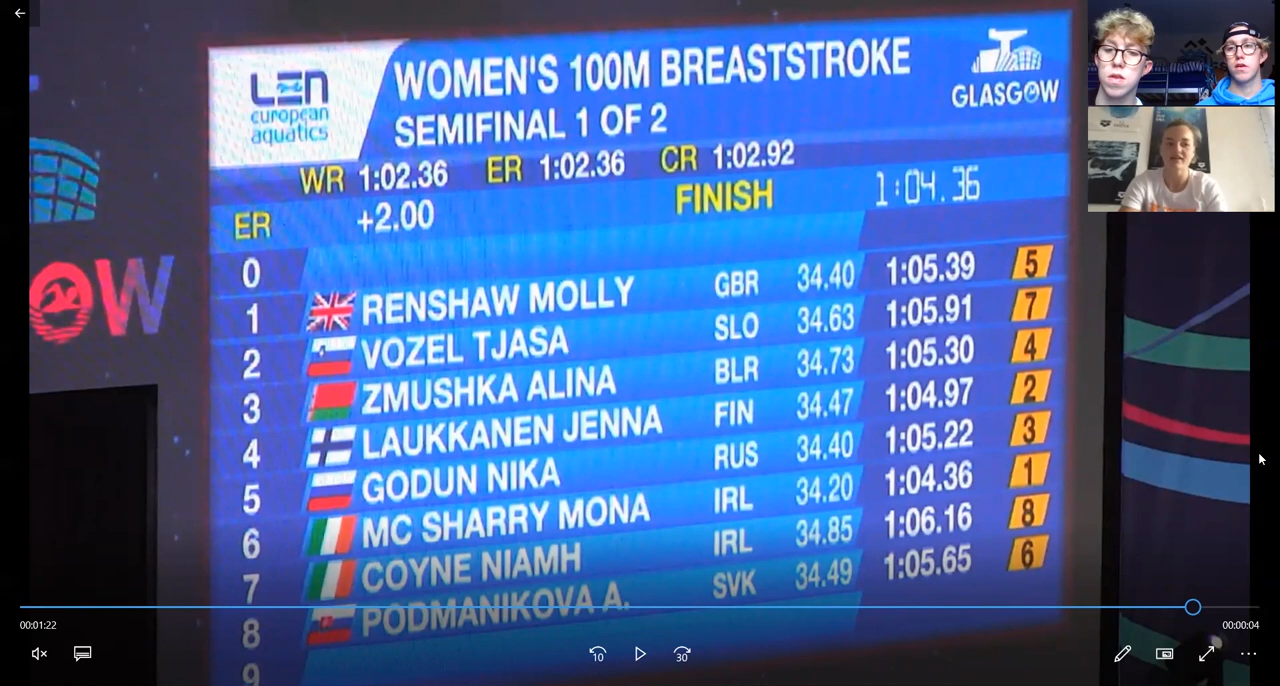 LEN
european
aquatics
WOMEN'S 100M BREASTSTROKE
SEMIFINAL 1 OF 2
GLASGOW
WR 1:02.36 ER 1:02.36 CR 1:02.92
ER +2.00 FINISH 1:04.36
0
1 RENSHAW MOLLY GBR 34.40 1:05.39 5
2 VOZEL TJASA SLO 34.63 1:05.91 7
3 ZMUSHKA ALINA BLR 34.73 1:05.30 4
4 LAUKKANEN JENNA FIN 34.47 1:04.97 2
5 GODUN NIKA RUS 34.40 1:05.22 3
6 MC SHARRY MONA IRL 34.20 1:04.36 1
7 COYNE NIAMH IRL 34.85 1:06.16 8
8 PODMANIKOVA A. SVK 34.49 1:05.65 6
9
OW
00:01:22
00:00:04
10
30